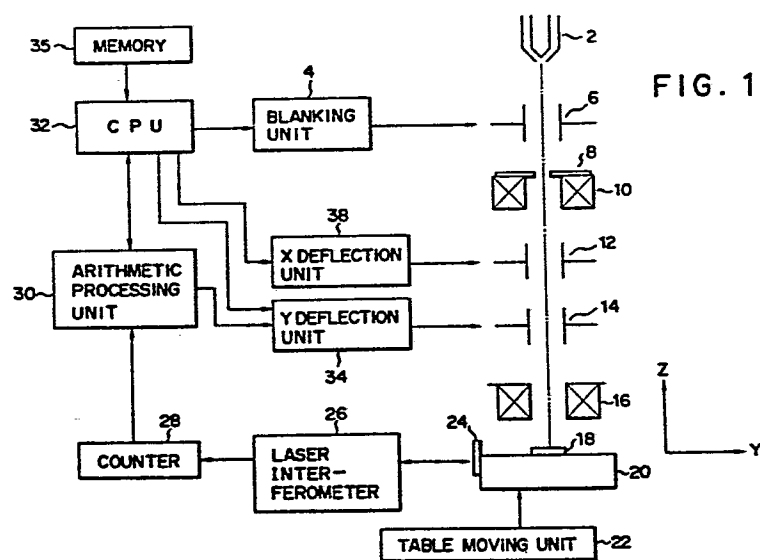 35
MEMORY
2
FIG. 1
4
6
32
CPU
BLANKING
UNIT
8
10
38
12
X DEFLECTION
UNIT
30
ARITHMETIC
PROCESSING
UNIT
14
Y DEFLECTION
UNIT
34
Z
16
24
28
26
18
Y
COUNTER
LASER
INTER-
FEROMETER
20
TABLE MOVING UNIT
22